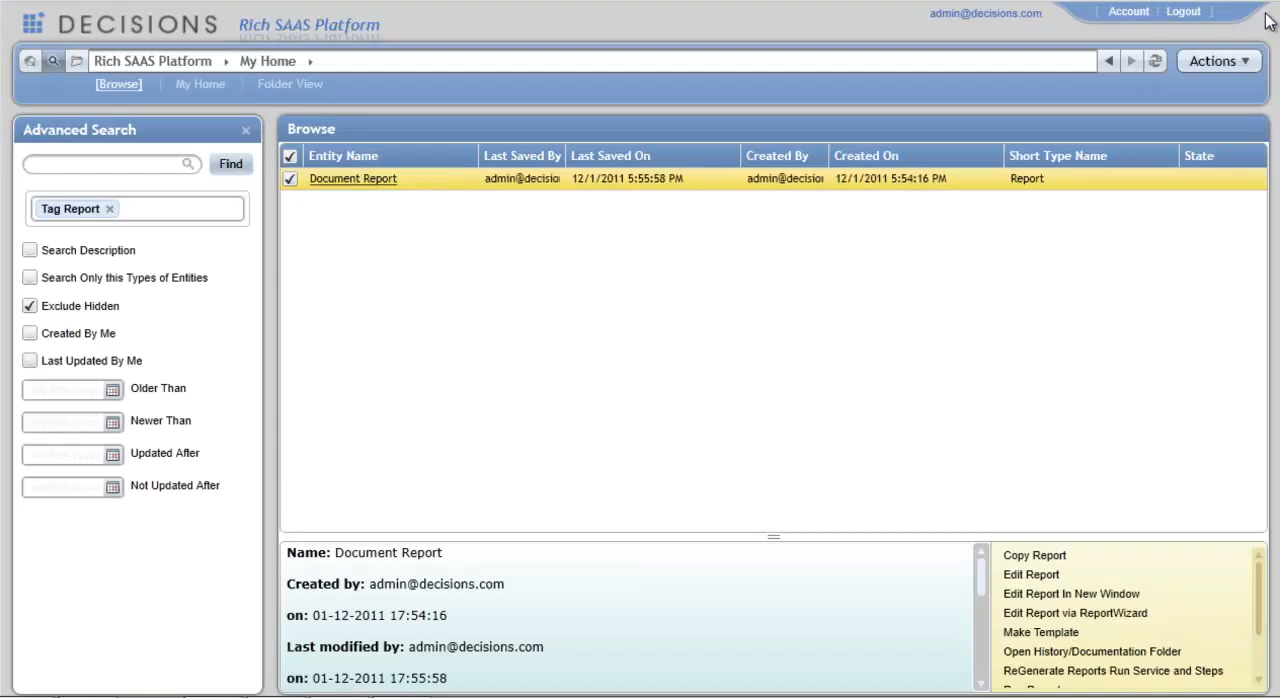 DECISIONS Rich SAAS Platform
admin@decisions.com
Account Logout
Rich SAAS Platform My Home
Actions
[Browse] My Home Folder View
Advanced Search
Find
Tag Report
Search Description
Search Only this Types of Entities
Exclude Hidden
Created By Me
Last Updated By Me
Older Than
Newer Than
Updated After
Not Updated After
Browse
Entity Name Last Saved By Last Saved On Created By Created On Short Type Name State
Document Report admin@decisio 12/1/2011 5:55:58 PM admin@decisio 12/1/2011 5:54:16 PM Report
Name: Document Report
Created by: admin@decisions.com
on: 01-12-2011 17:54:16
Last modified by: admin@decisions.com
on: 01-12-2011 17:55:58
Copy Report
Edit Report
Edit Report In New Window
Edit Report via ReportWizard
Make Template
Open History/Documentation Folder
ReGenerate Reports Run Service and Steps